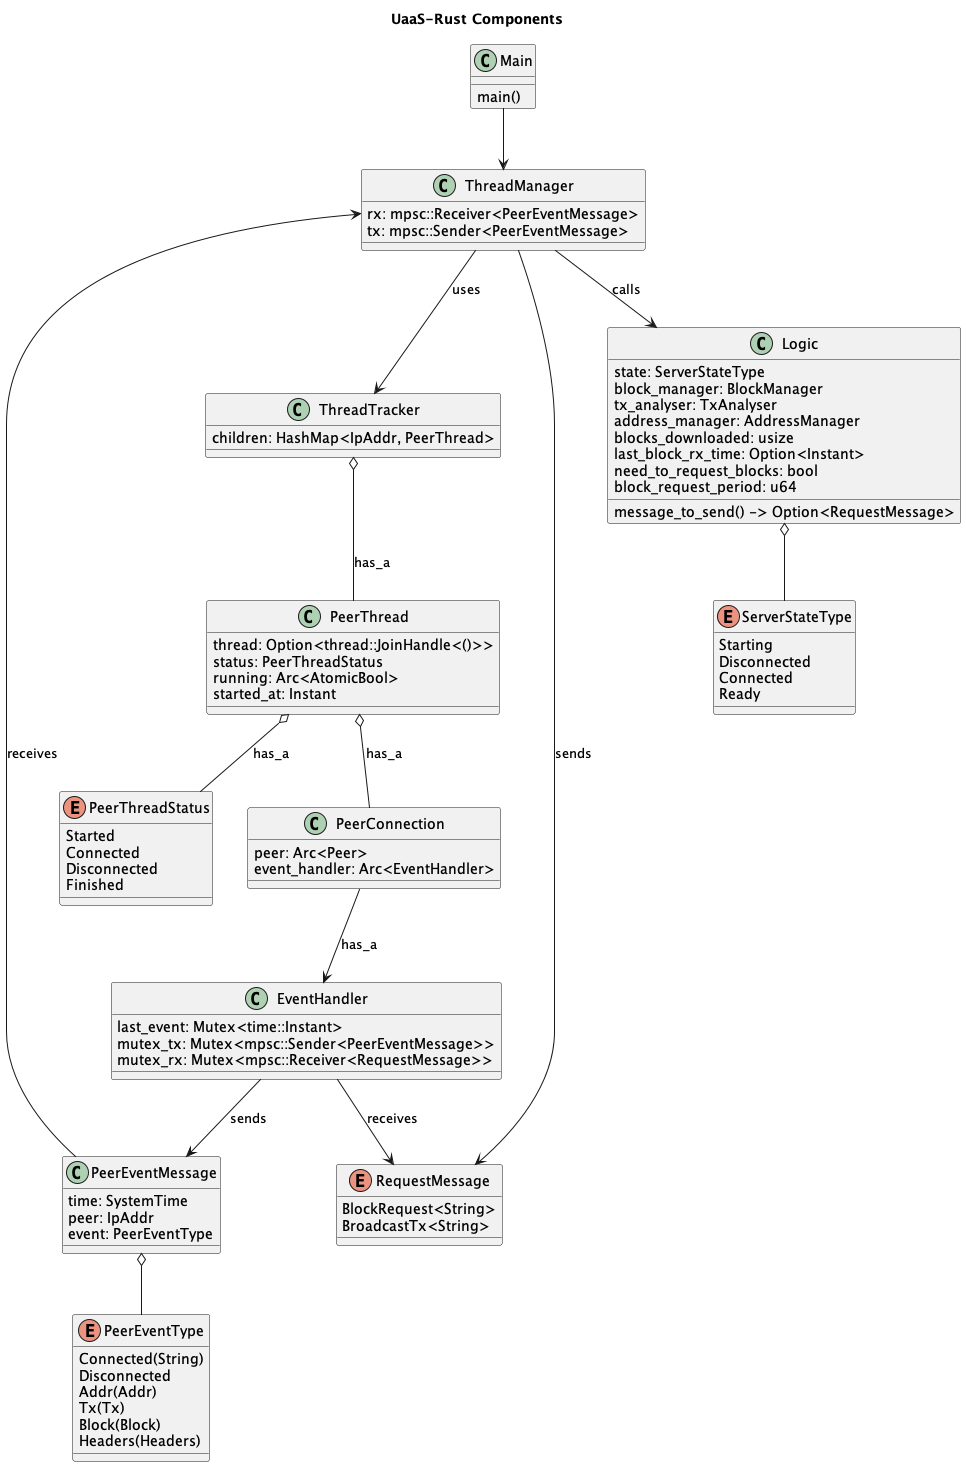 UaaS-Rust Components
C Main
main()
C ThreadManager
rx: mpsc::Receiver<PeerEventMessage>
tx: mpsc::Sender<PeerEventMessage>
uses
calls
C Logic
state: ServerStateType
block_manager: BlockManager
tx_analyser: TxAnalyser
address_manager: AddressManager
blocks_downloaded: usize
last_block_rx_time: Option<Instant>
need_to_request_blocks: bool
block_request_period: u64
message_to_send() -> Option<RequestMessage>
C ThreadTracker
children: HashMap<IpAddr, PeerThread>
has_a
C PeerThread
thread: Option<thread::JoinHandle<()>>
status: PeerThreadStatus
running: Arc<AtomicBool>
started_at: Instant
E ServerStateType
Starting
Disconnected
Connected
Ready
receives
has_a
has_a
sends
E PeerThreadStatus
Started
Connected
Disconnected
Finished
C PeerConnection
peer: Arc<Peer>
event_handler: Arc<EventHandler>
has_a
C EventHandler
last_event: Mutex<time::Instant>
mutex_tx: Mutex<mpsc::Sender<PeerEventMessage>>
mutex_rx: Mutex<mpsc::Receiver<RequestMessage>>
sends
receives
C PeerEventMessage
time: SystemTime
peer: IpAddr
event: PeerEventType
E RequestMessage
BlockRequest<String>
BroadcastTx<String>
E PeerEventType
Connected(String)
Disconnected
Addr(Addr)
Tx(Tx)
Block(Block)
Headers(Headers)